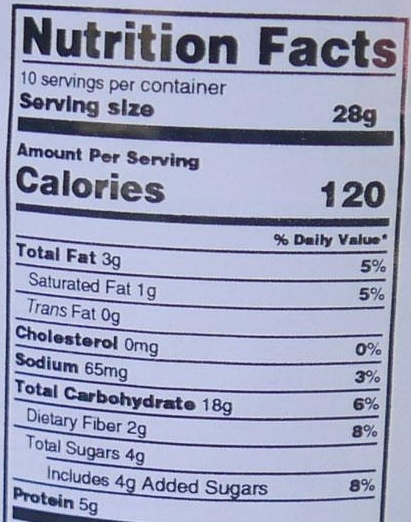 Nutrition Facts
10 servings per container
Serving size 28g
Amount Per Serving
Calories 120
% Daily Value*
Total Fat 3g 5%
Saturated Fat 1g 5%
Trans Fat 0g
Cholesterol 0mg 0%
Sodium 65mg 3%
Total Carbohydrate 18g 6%
Dietary Fiber 2g 8%
Total Sugars 4g
Includes 4g Added Sugars 8%
Protein 5g